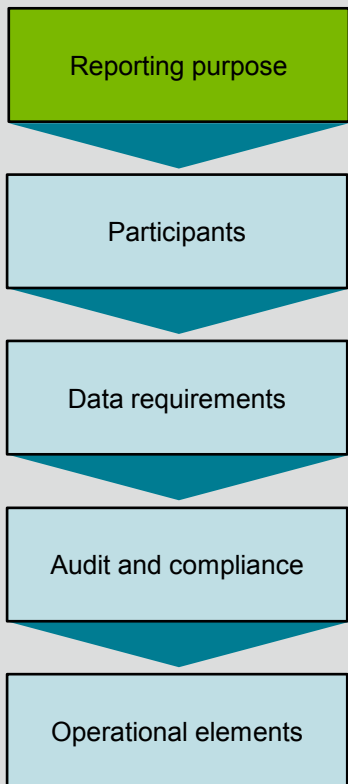 Reporting purpose
Participants
Data requirements
Audit and compliance
Operational elements